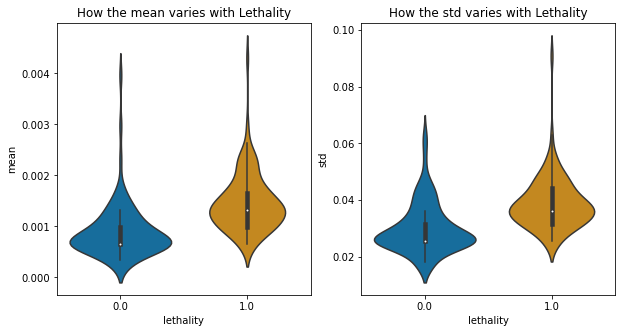 How the mean varies with Lethality
mean
0.004
0.003
0.002
0.001
0.000
0.0
1.0
lethality
How the std varies with Lethality
std
0.10
0.08
0.06
0.04
0.02
0.0
1.0
lethality